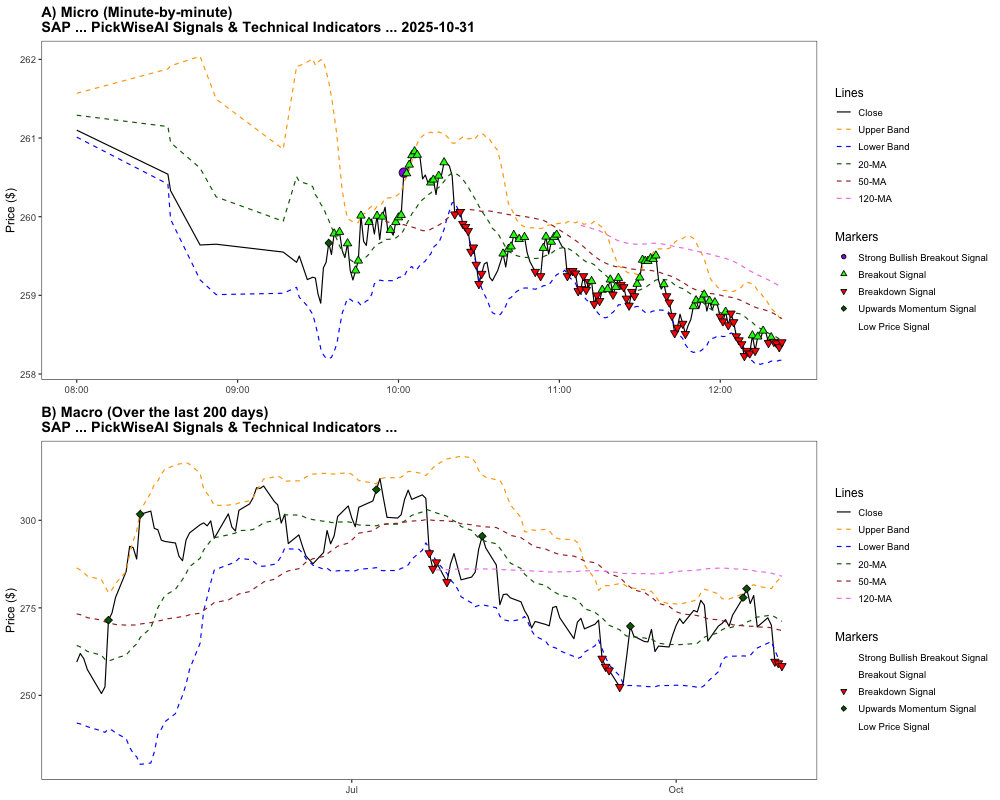 A) Micro (Minute-by-minute)
SAP ... PickWiseAI Signals & Technical Indicators ... 2025-10-31
262
261
260
259
258
Price ($)
08:00
09:00
10:00
11:00
12:00
Lines
Close
Upper Band
Lower Band
20-MA
50-MA
120-MA
Markers
Strong Bullish Breakout Signal
Breakout Signal
Breakdown Signal
Upwards Momentum Signal
Low Price Signal
B) Macro (Over the last 200 days)
SAP ... PickWiseAI Signals & Technical Indicators ...
300
275
250
Price ($)
Jul
Oct
Lines
Close
Upper Band
Lower Band
20-MA
50-MA
120-MA
Markers
Strong Bullish Breakout Signal
Breakout Signal
Breakdown Signal
Upwards Momentum Signal
Low Price Signal